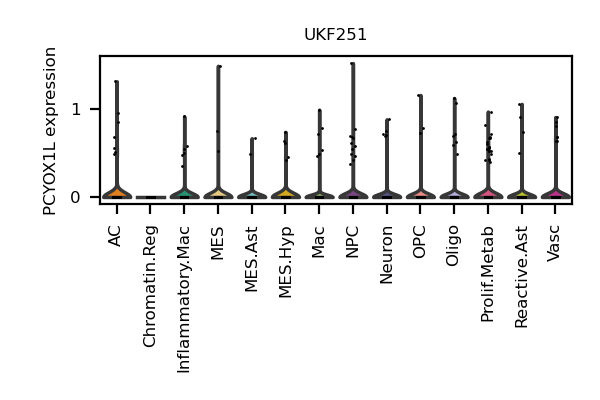 UKF251
PCYOX1L expression
1
0
AC
Chromatin.Reg
Inflammatory.Mac
MES
MES.Ast
MES.Hyp
Mac
NPC
Neuron
OPC
Oligo
Prolif.Metab
Reactive.Ast
Vasc